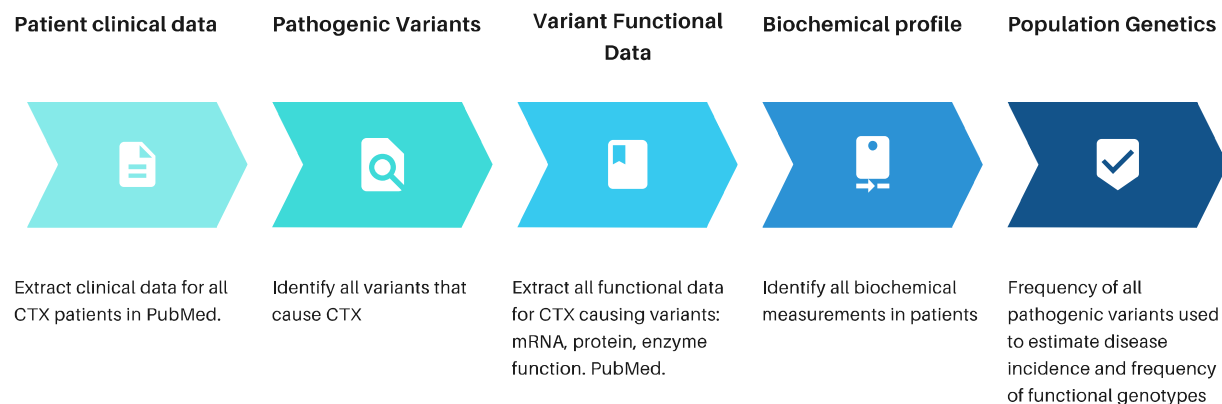 Patient clinical data
Pathogenic Variants
Variant Functional
Data
Biochemical profile
Population Genetics
Extract clinical data for all
CTX patients in PubMed.
Identify all variants that
cause CTX
Extract all functional data
for CTX causing variants:
mRNA, protein, enzyme
function. PubMed.
Identify all biochemical
measurements in patients
Frequency of all
pathogenic variants used
to estimate disease
incidence and frequency
of functional genotypes